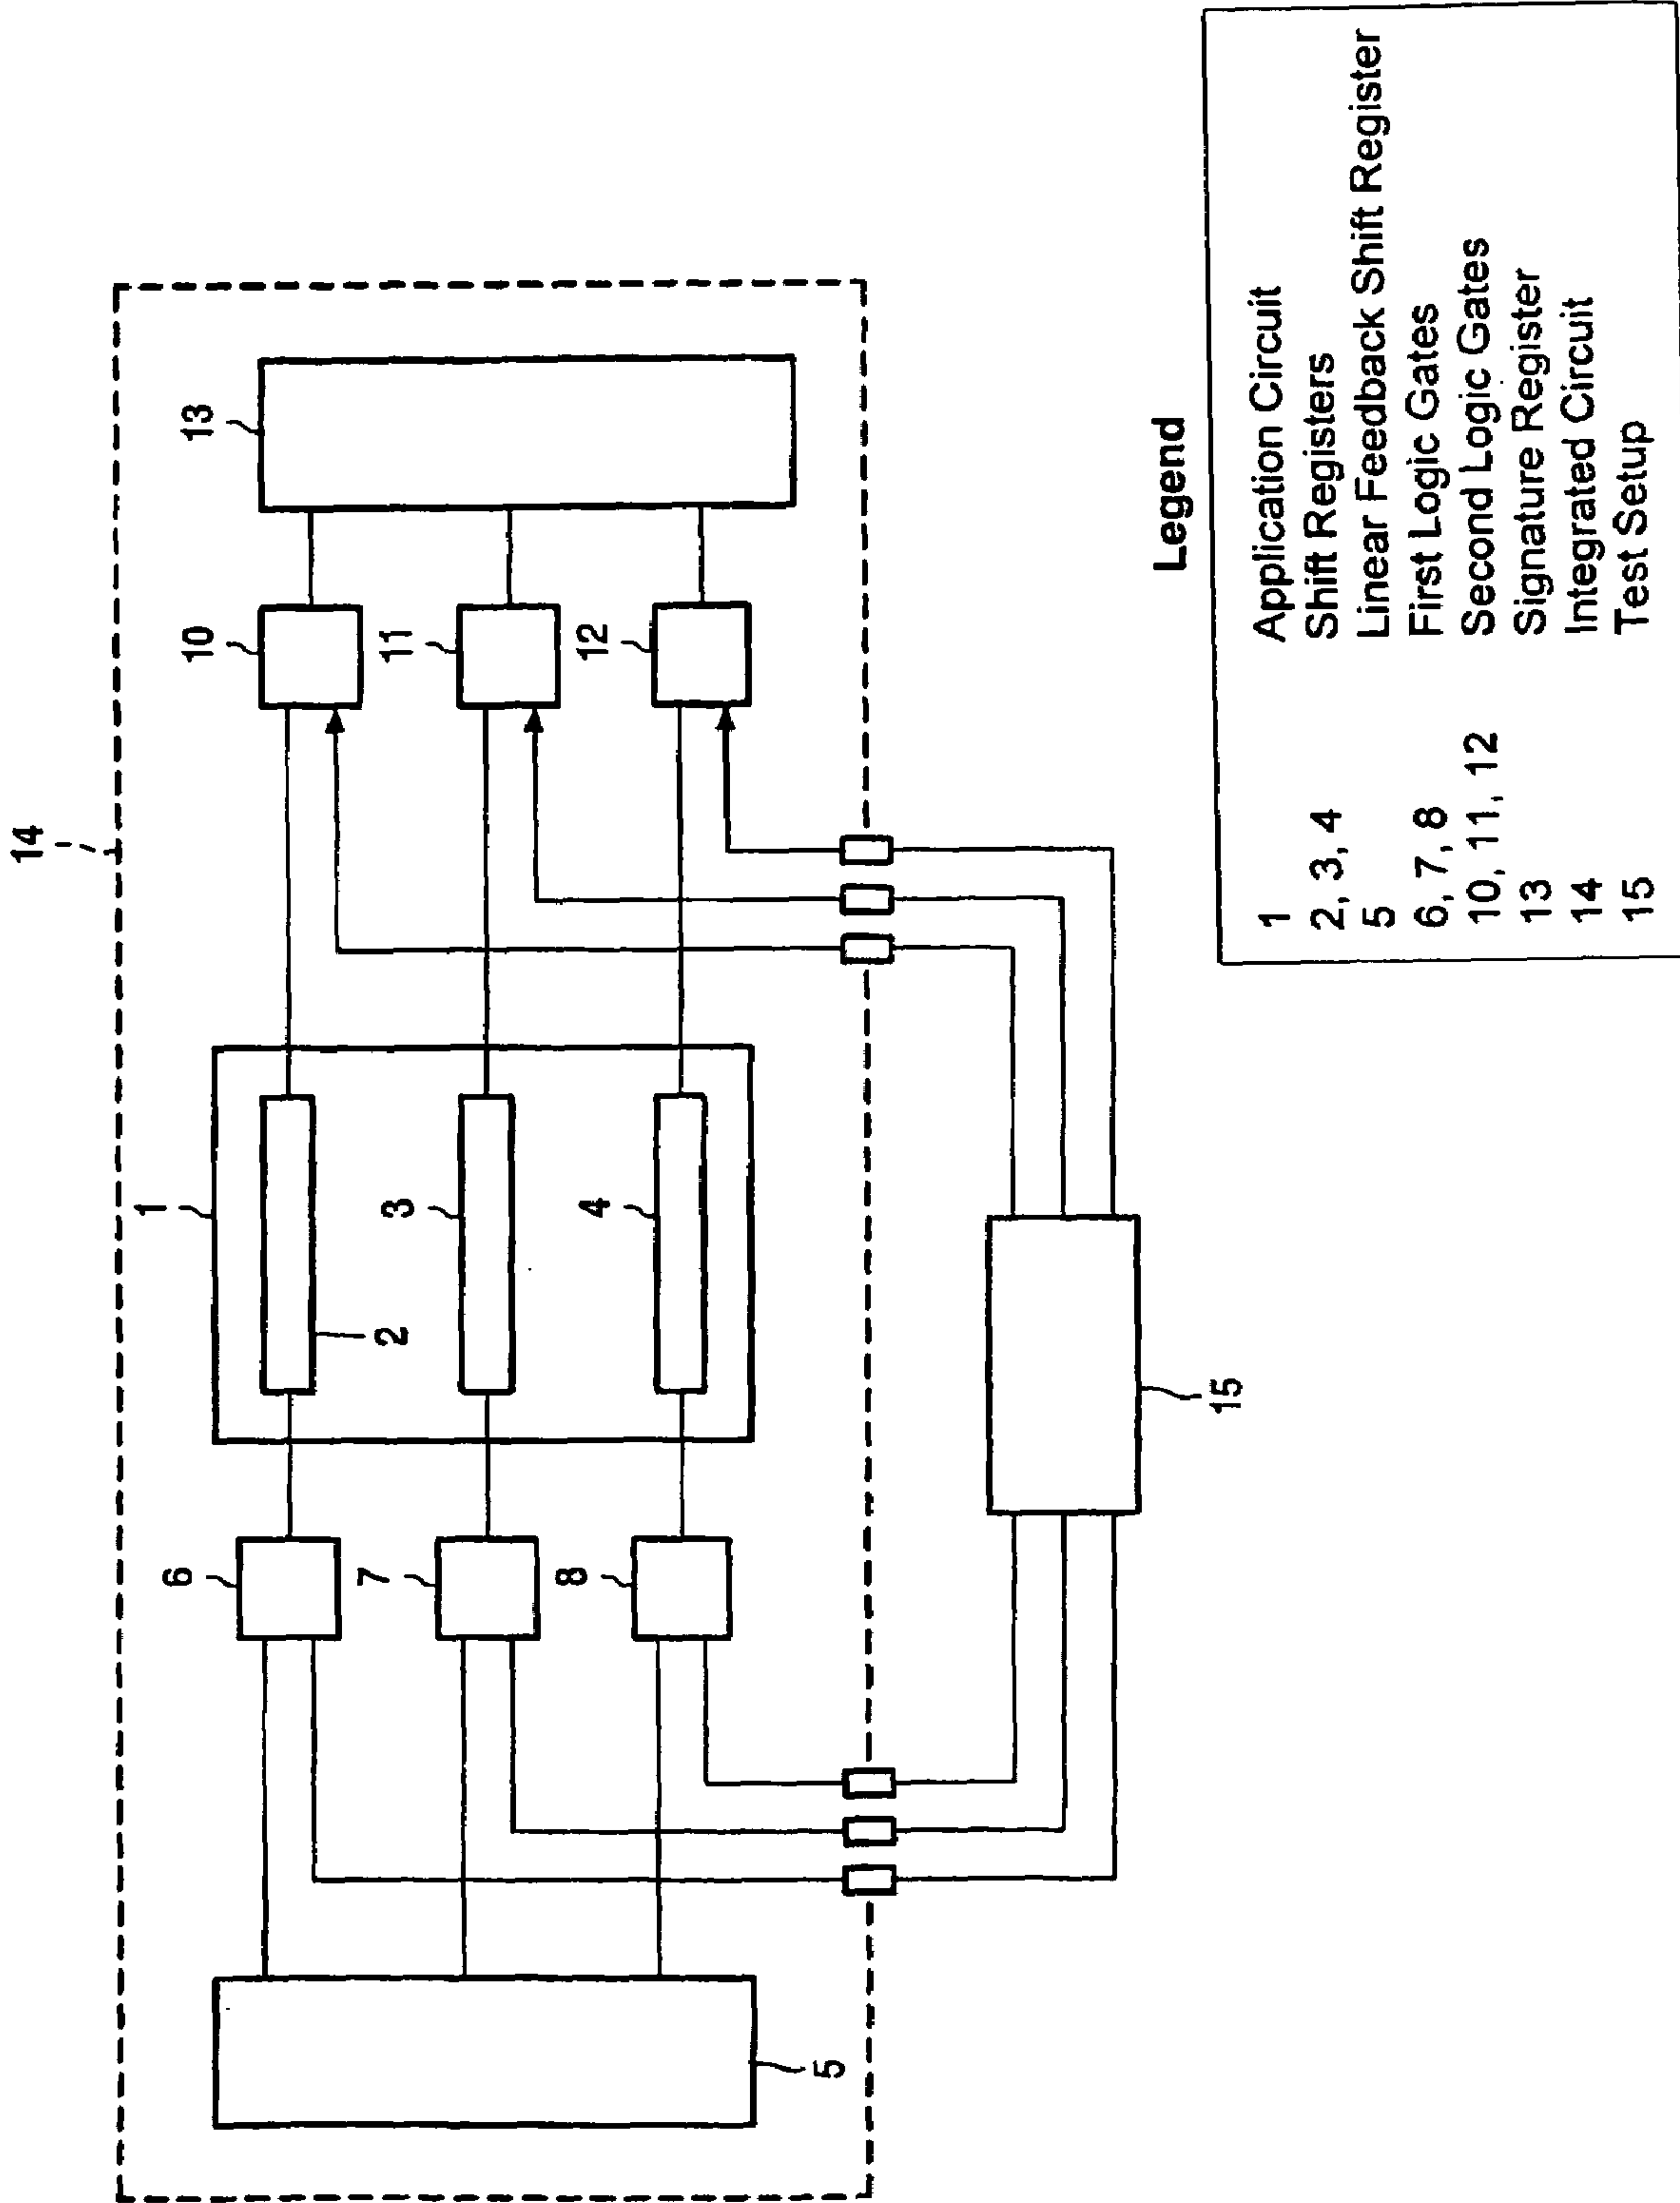 14
1
2
3
4
5
6
7
8
10
11
12
13
15
Legend
1 Application Circuit
2, 3, 4 Shift Registers
5 Linear Feedback Shift Register
6, 7, 8 First Logic Gates
10, 11, 12 Second Logic Gates
13 Signature Register
14 Integrated Circuit
15 Test Setup